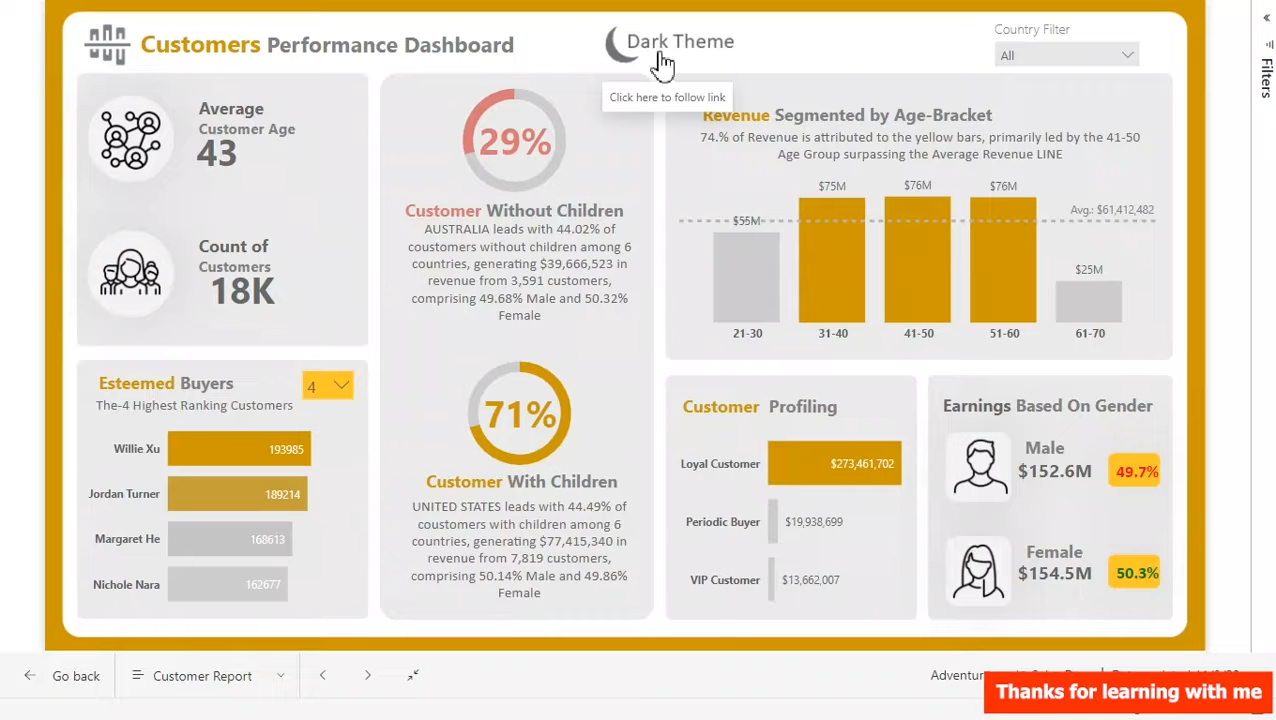 Customers Performance Dashboard
Dark Theme
Click here to follow link
Country Filter
All
Filters
Average
Customer Age
43
Count of
Customers
18K
Esteemed Buyers
4
The-4 Highest Ranking Customers
Willie Xu 193985
Jordan Turner 189214
Margaret He 168613
Nichole Nara 162677
29%
Customer Without Children
AUSTRALIA leads with 44.02% of
coustomers without children among 6
countries, generating $39,666,523 in
revenue from 3,591 customers,
comprising 49.68% Male and 50.32%
Female
71%
Customer With Children
UNITED STATES leads with 44.49% of
coustomers with children among 6
countries, generating $77,415,340 in
revenue from 7,819 customers,
comprising 50.14% Male and 49.86%
Female
Revenue Segmented by Age-Bracket
74.% of Revenue is attributed to the yellow bars, primarily led by the 41-50
Age Group surpassing the Average Revenue LINE
$55M $75M $76M $76M $25M
Avg.: $61,412,482
21-30 31-40 41-50 51-60 61-70
Customer Profiling
Loyal Customer $273,461,702
Periodic Buyer $19,938,699
VIP Customer $13,662,007
Earnings Based On Gender
Male
$152.6M 49.7%
Female
$154.5M 50.3%
Go back
Customer Report
Thanks for learning with me